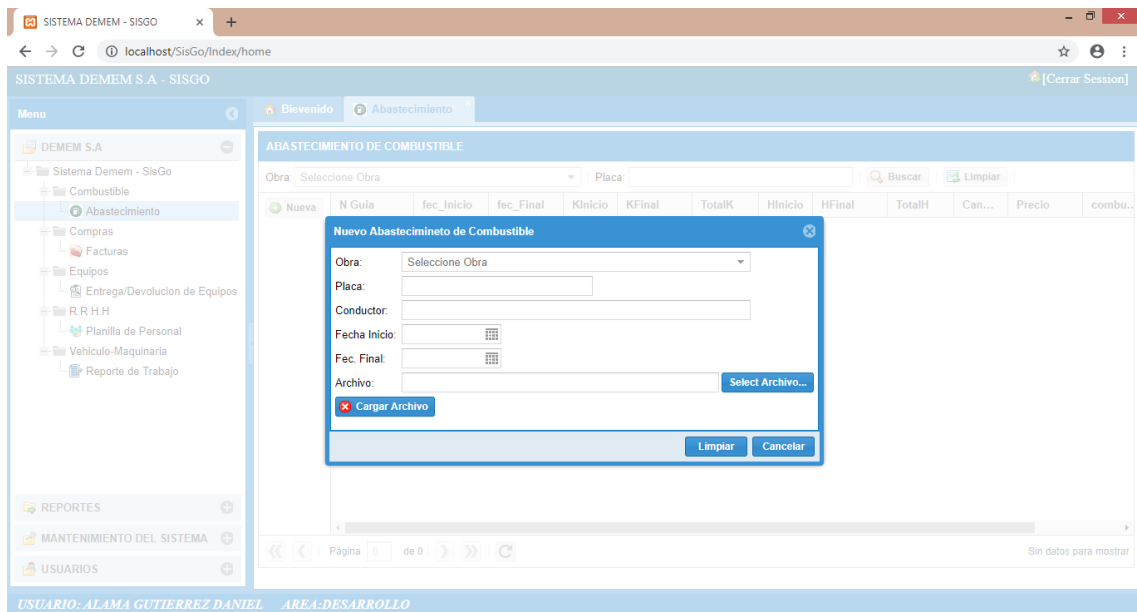 SISTEMA DEMEM - SISGO
localhost/SisGo/Index/home
SISTEMA DEMEM S.A - SISGO [Cerrar Session]
Menu
Bievenido Abastecimiento
DEMEM S.A
Sistema Demem - SisGo
Combustible
Abastecimiento
Compras
Facturas
Equipos
Entrega/Devolucion de Equipos
R.R H.H
Planilla de Personal
Vehiculo-Maquinaria
Reporte de Trabajo
REPORTES
MANTENIMIENTO DEL SISTEMA
USUARIOS
ABASTECIMIENTO DE COMBUSTIBLE
Obra: Seleccione Obra Placa: Buscar Limpiar
Nueva N Guia fec_Inicio fec_Final KInicio KFinal TotalK HInicio HFinal TotalH Can... Precio combu...
Nuevo Abastecimineto de Combustible
Obra: Seleccione Obra
Placa:
Conductor:
Fecha Inicio:
Fec. Final:
Archivo: Select Archivo...
Cargar Archivo
Limpiar Cancelar
Página 0 de 0 Sin datos para mostrar
USUARIO: ALAMA GUTIERREZ DANIEL AREA:DESARROLLO